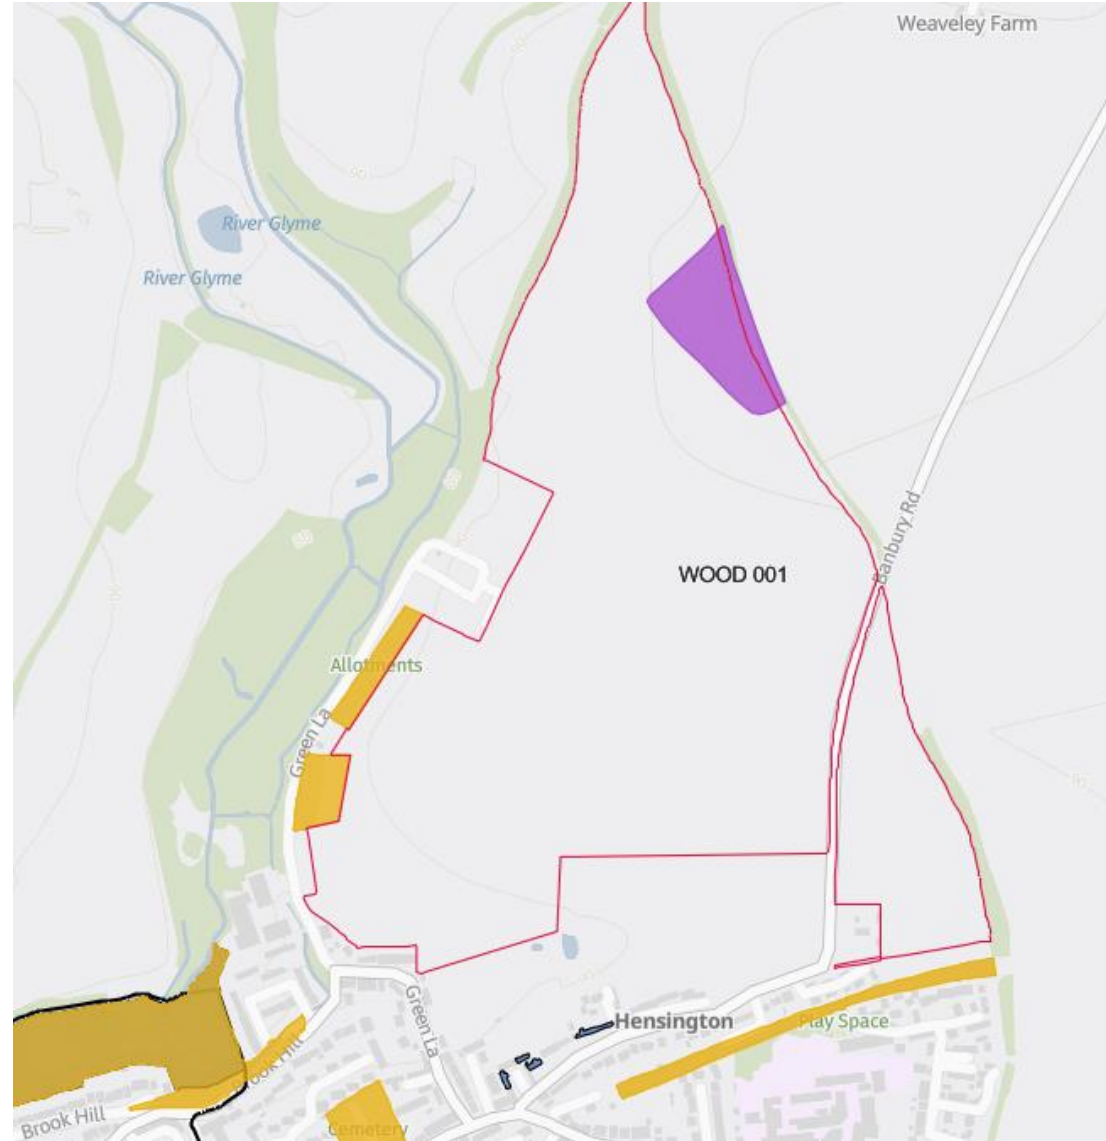 Weaveley Farm
River Glyme
River Glyme
Banbury Rd
WOOD 001
Allotments
Green La
Green La
Hensington
Play Space
Brook Hill
Brook Hill
Cemetery